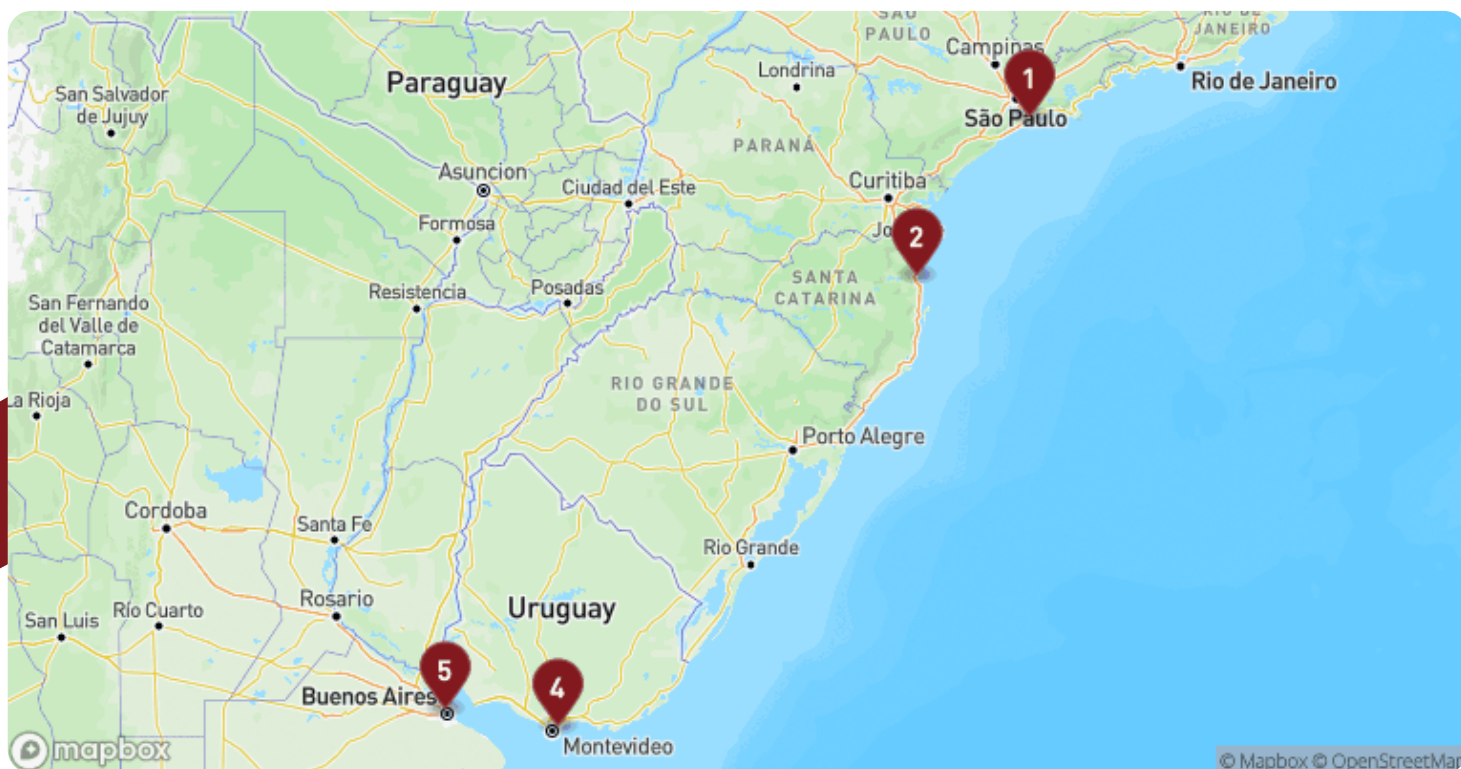 SÃO
PAULO
RIO DE
JANEIRO
Campinas
Londrina
1
Rio de Janeiro
São Paulo
Paraguay
San Salvador
de Jujuy
PARANÁ
Asuncion
Ciudad del Este
Curitiba
Formosa
2
SANTA
CATARINA
Resistencia
Posadas
San Fernando
del Valle de
Catamarca
RIO GRANDE
DO SUL
La Rioja
Porto Alegre
Cordoba
Santa Fe
Rio Grande
Rosario
Uruguay
Río Cuarto
San Luis
5
4
Buenos Aires
Montevideo
mapbox
© Mapbox © OpenStreetMap